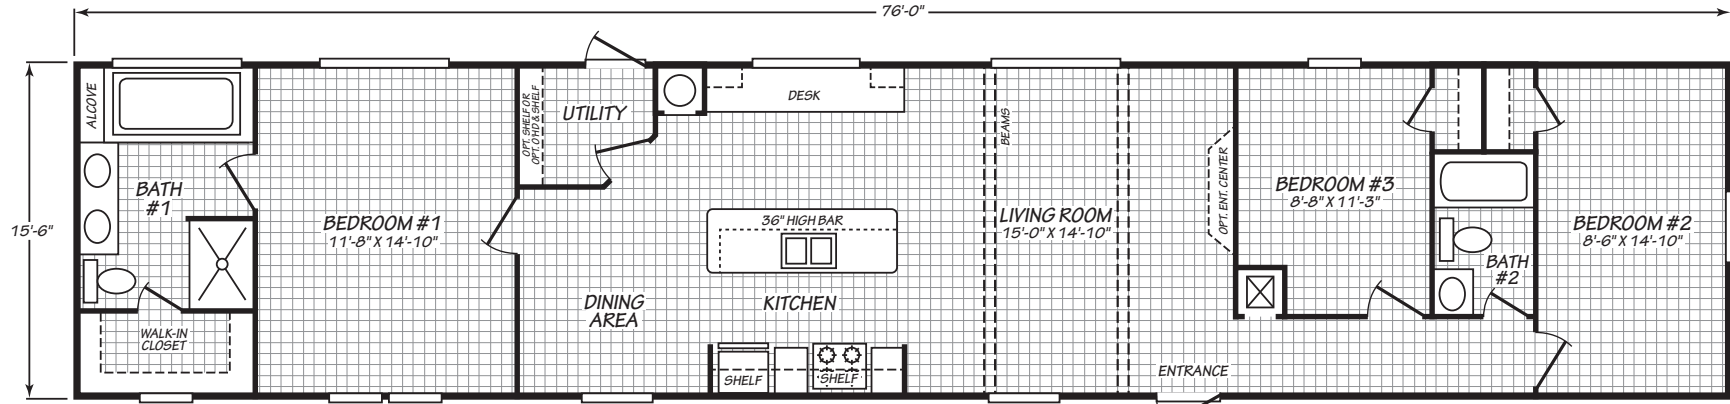 76'-0"
15'-6"
ALCOVE
BATH
#1
WALK-IN
CLOSET
BEDROOM #1
11'-8" X 14'-10"
OPT. SHELF OR
OPT. O'HD & SHELF
UTILITY
DESK
36" HIGH BAR
DINING
AREA
KITCHEN
SHELF
SHELF
BEAMS
LIVING ROOM
15'-0" X 14'-10"
OPT. ENT. CENTER
ENTRANCE
BEDROOM #3
8'-8" X 11'-3"
BATH
#2
BEDROOM #2
8'-6" X 14'-10"